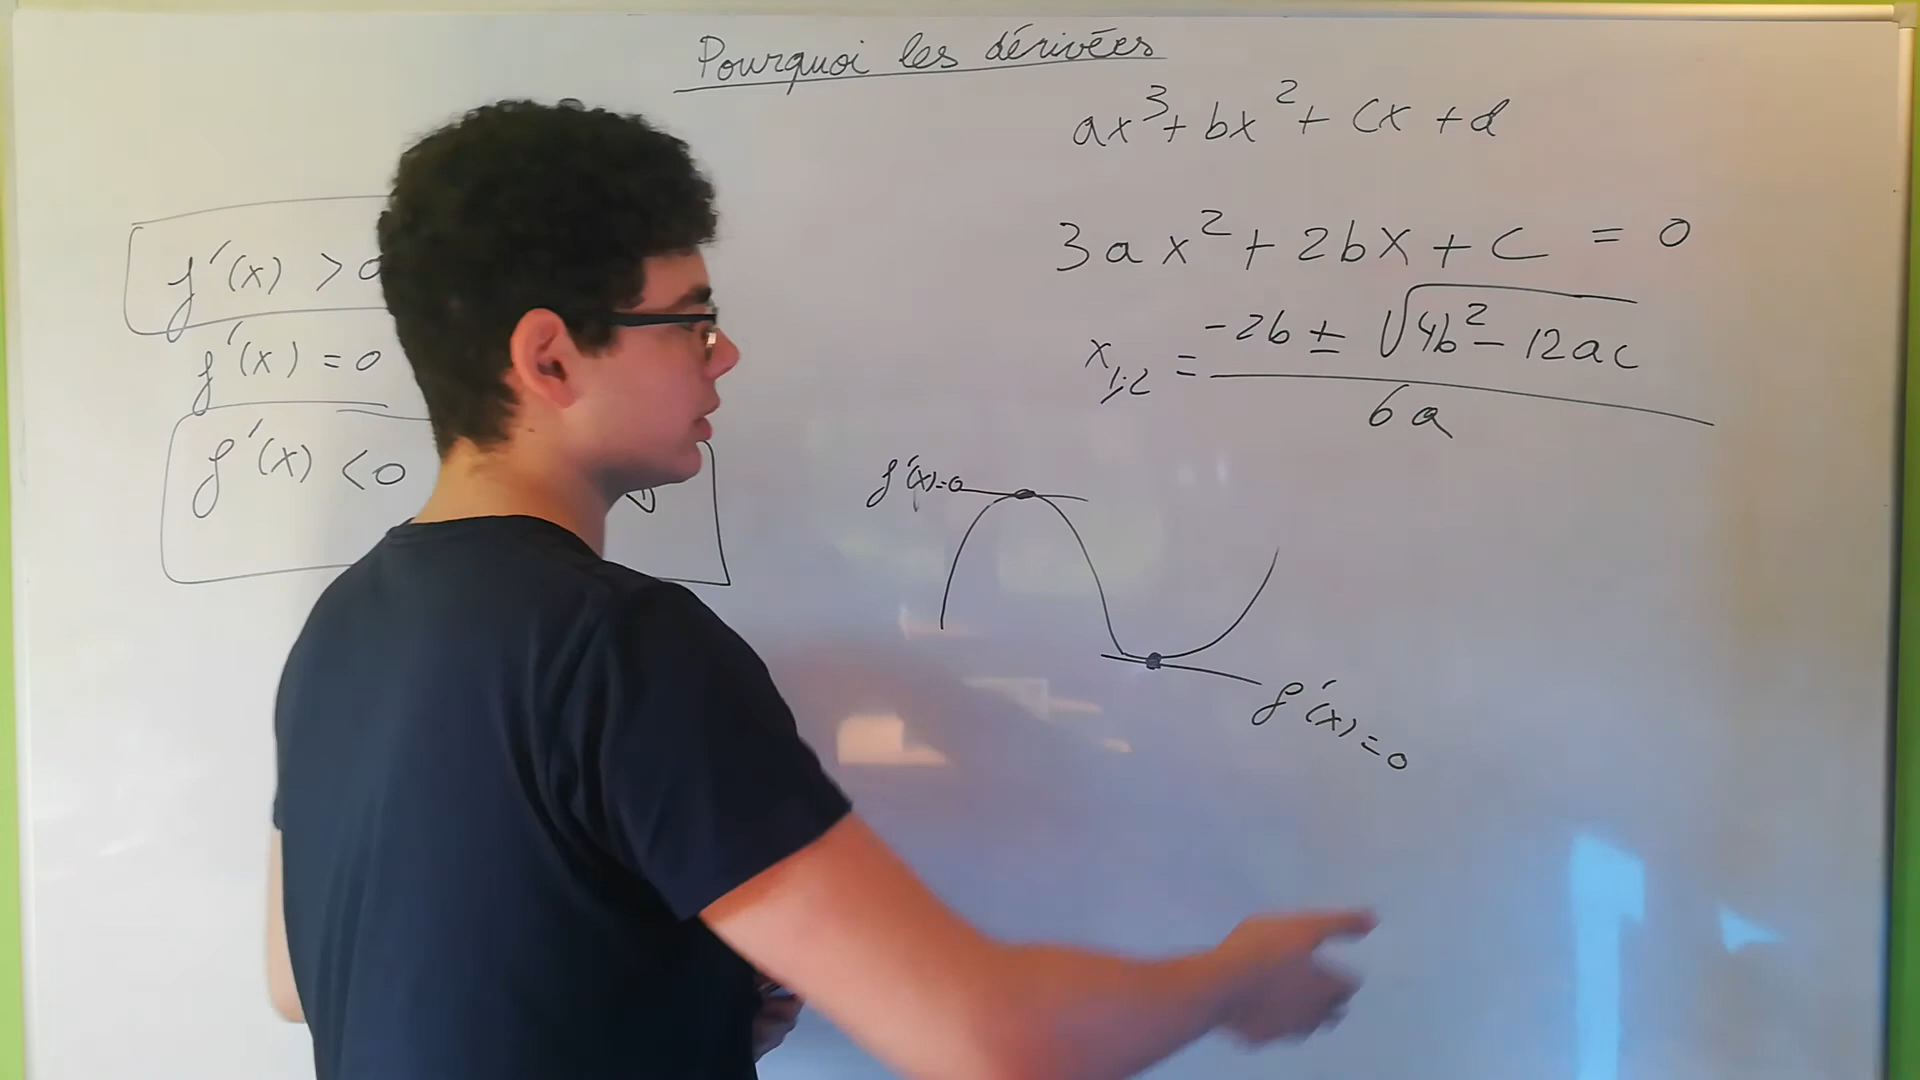 Pourquoi les dérivées
ax³ + bx² + cx + d
3ax² + 2bx + c = 0
x₁,₂ = (-2b ± √(4b² - 12ac)) / 6a
f'(x) > 0
f'(x) = 0
f'(x) < 0
f'(x)=0
f'(x)=0